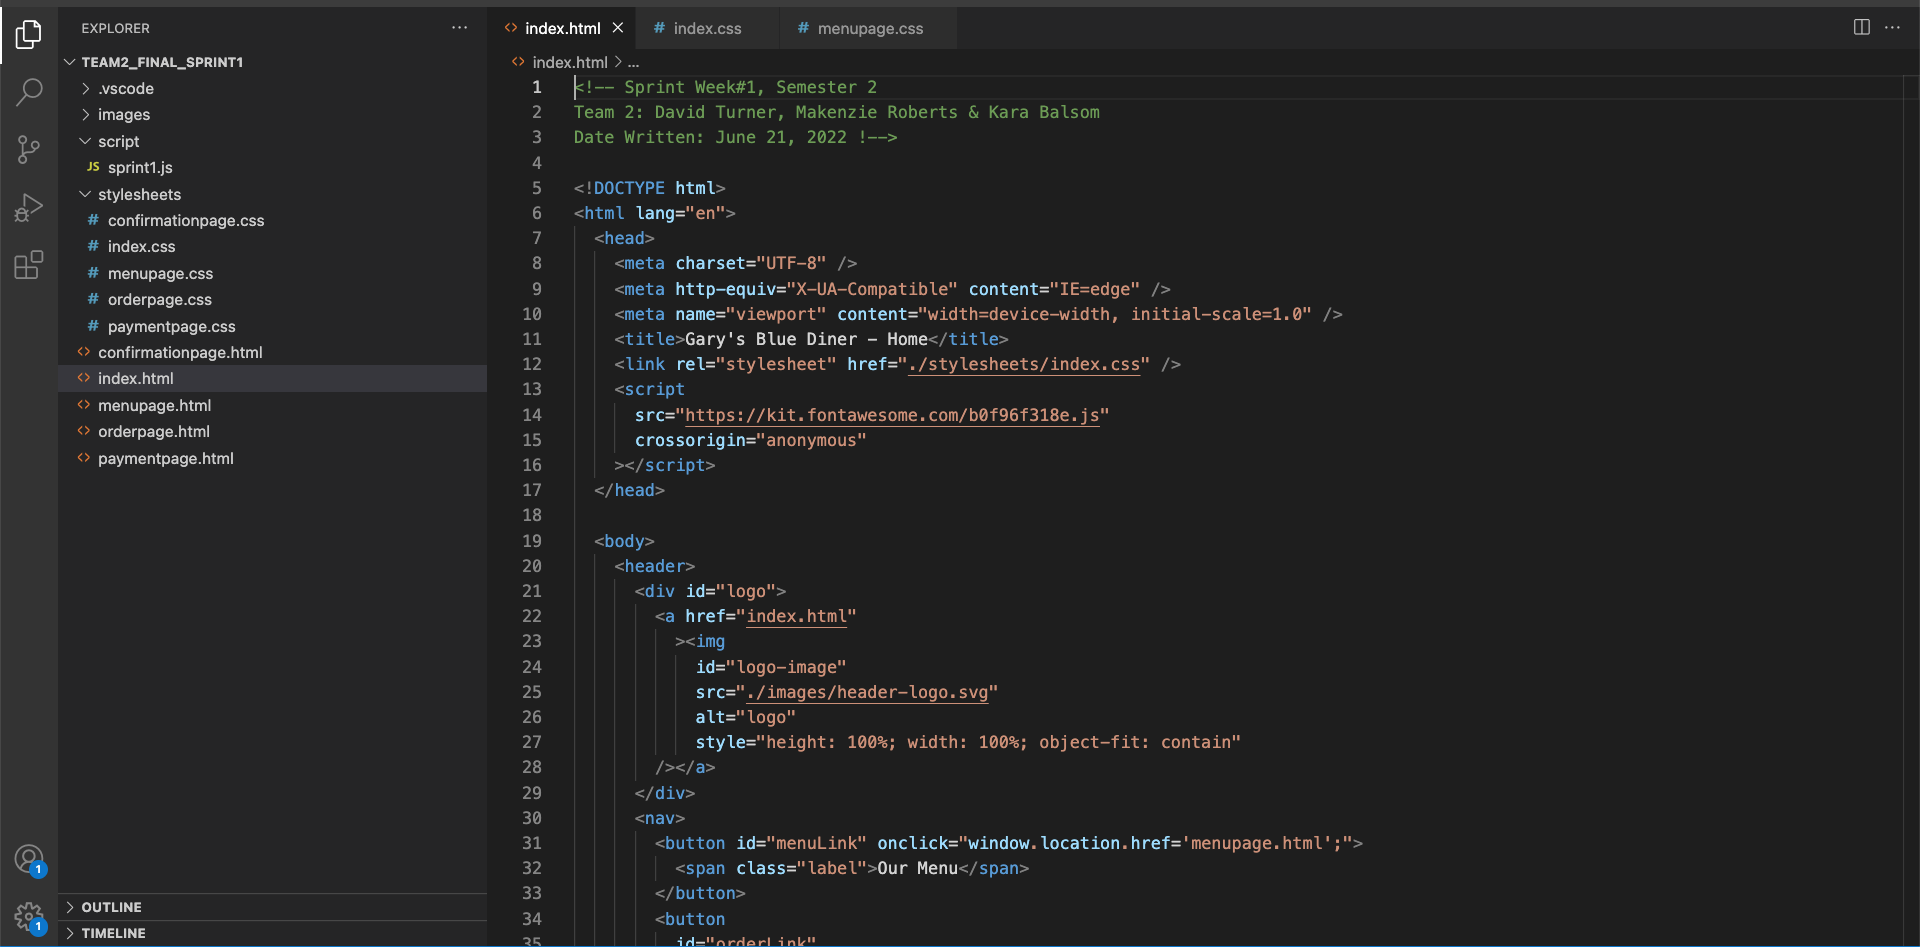 EXPLORER
TEAM2_FINAL_SPRINT1
.vscode
images
script
JS sprint1.js
stylesheets
# confirmationpage.css
# index.css
# menupage.css
# orderpage.css
# paymentpage.css
<> confirmationpage.html
<> index.html
<> menupage.html
<> orderpage.html
<> paymentpage.html
1
1
OUTLINE
TIMELINE
<> index.html × # index.css # menupage.css
<> index.html > ...
1 <!-- Sprint Week#1, Semester 2
2 Team 2: David Turner, Makenzie Roberts & Kara Balsom
3 Date Written: June 21, 2022 !-->
4
5 <!DOCTYPE html>
6 <html lang="en">
7 <head>
8 <meta charset="UTF-8" />
9 <meta http-equiv="X-UA-Compatible" content="IE=edge" />
10 <meta name="viewport" content="width=device-width, initial-scale=1.0" />
11 <title>Gary's Blue Diner - Home</title>
12 <link rel="stylesheet" href="./stylesheets/index.css" />
13 <script
14 src="https://kit.fontawesome.com/b0f96f318e.js"
15 crossorigin="anonymous"
16 ></script>
17 </head>
18
19 <body>
20 <header>
21 <div id="logo">
22 <a href="index.html"
23 ><img
24 id="logo-image"
25 src="./images/header-logo.svg"
26 alt="logo"
27 style="height: 100%; width: 100%; object-fit: contain"
28 /></a>
29 </div>
30 <nav>
31 <button id="menuLink" onclick="window.location.href='menupage.html';">
32 <span class="label">Our Menu</span>
33 </button>
34 <button
35 id="orderLink"